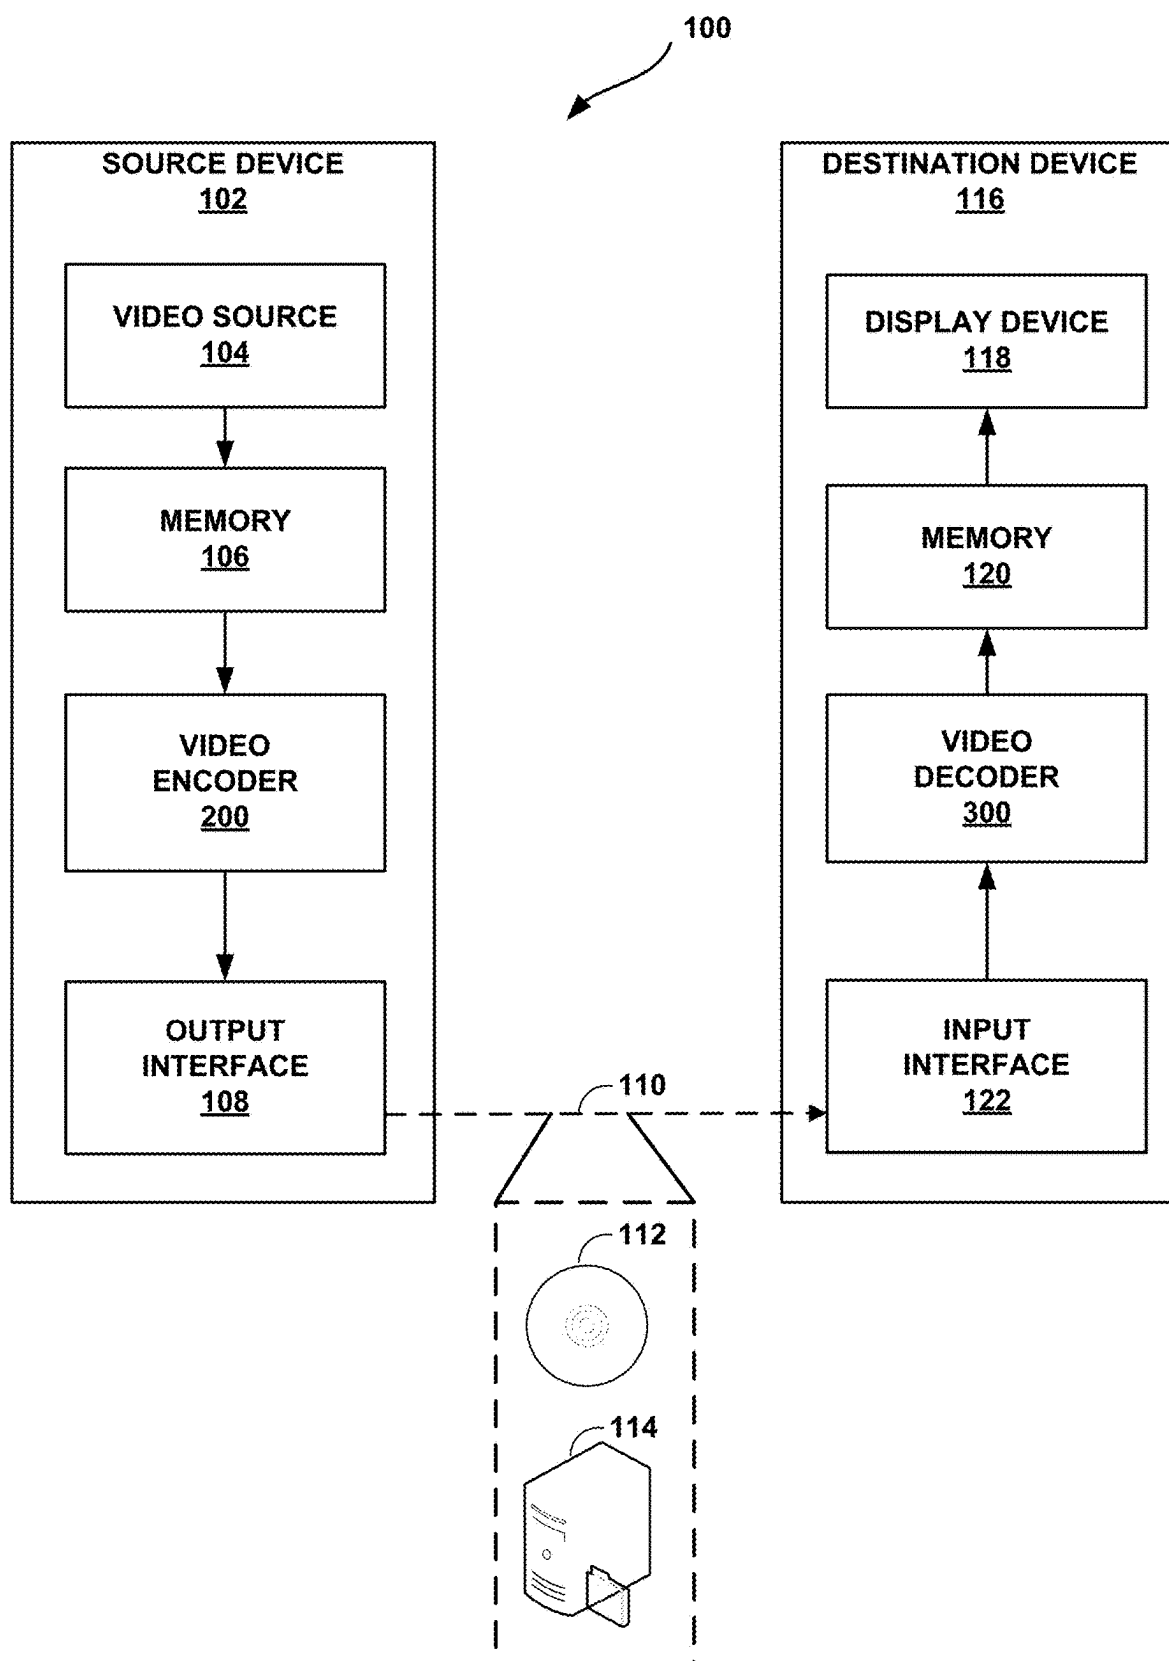 100
SOURCE DEVICE
102
VIDEO SOURCE
104
MEMORY
106
VIDEO
ENCODER
200
OUTPUT
INTERFACE
108
DESTINATION DEVICE
116
DISPLAY DEVICE
118
MEMORY
120
VIDEO
DECODER
300
INPUT
INTERFACE
122
110
112
114